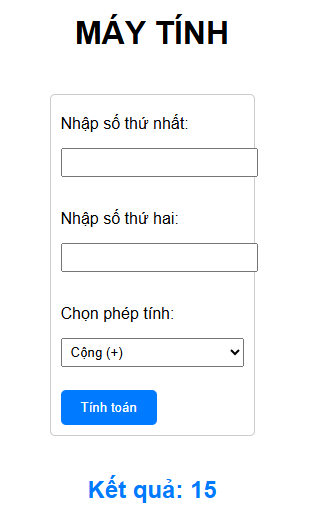 MÁY TÍNH
Nhập số thứ nhất:
Nhập số thứ hai:
Chọn phép tính:
Cộng (+)
Tính toán
Kết quả: 15